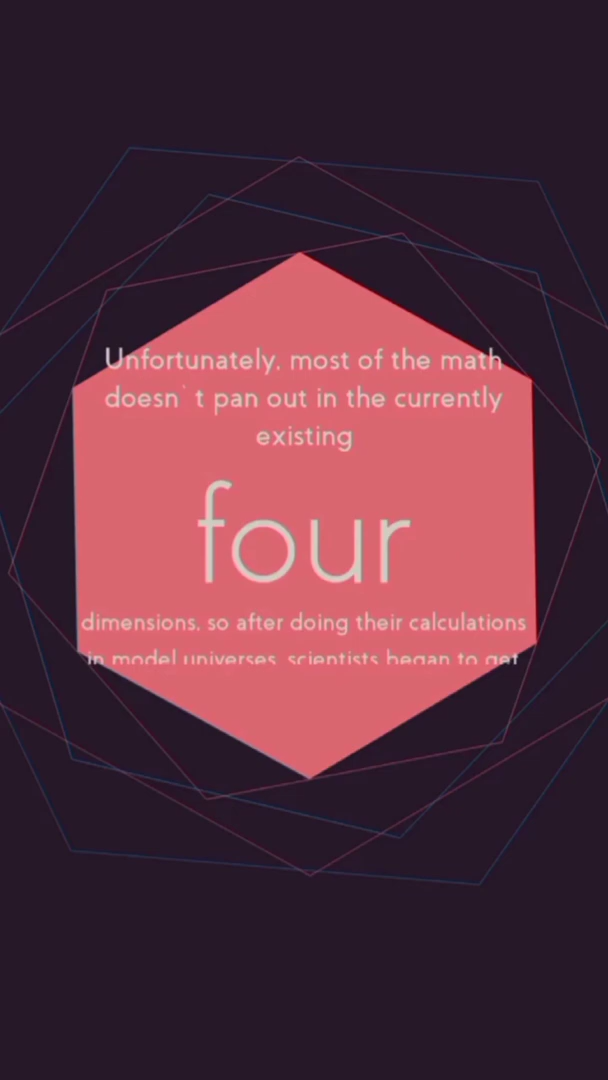 Unfortunately, most of the math
doesn't pan out in the currently
existing
four
dimensions, so after doing their calculations
in model universes, scientists began to get